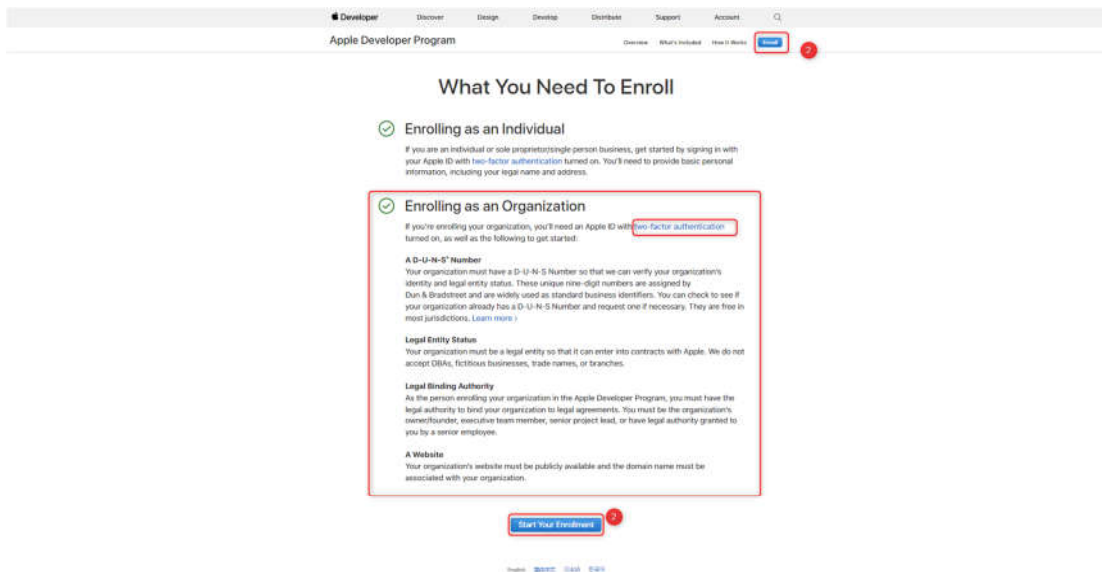 Developer
Discover
Design
Develop
Distribute
Support
Account
Apple Developer Program
Overview
What's Included
How It Works
Enroll
2
What You Need To Enroll
Enrolling as an Individual
If you are an individual or sole proprietor/single person business, get started by signing in with
your Apple ID with two-factor authentication turned on. You'll need to provide basic personal
information, including your legal name and address.
Enrolling as an Organization
If you're enrolling your organization, you'll need an Apple ID with two-factor authentication
turned on, as well as the following to get started:
A D-U-N-S® Number
Your organization must have a D-U-N-S Number so that we can verify your organization's
identity and legal entity status. These unique nine-digit numbers are assigned by
Dun & Bradstreet and are widely used as standard business identifiers. You can check to see if
your organization already has a D-U-N-S Number and request one if necessary. They are free in
most jurisdictions. Learn more ›
Legal Entity Status
Your organization must be a legal entity so that it can enter into contracts with Apple. We do not
accept DBAs, fictitious businesses, trade names, or branches.
Legal Binding Authority
As the person enrolling your organization in the Apple Developer Program, you must have the
legal authority to bind your organization to legal agreements. You must be the organization's
owner/founder, executive team member, senior project lead, or have legal authority granted to
you by a senior employee.
A Website
Your organization's website must be publicly available and the domain name must be
associated with your organization.
Start Your Enrollment
2
English
日本語
한국어